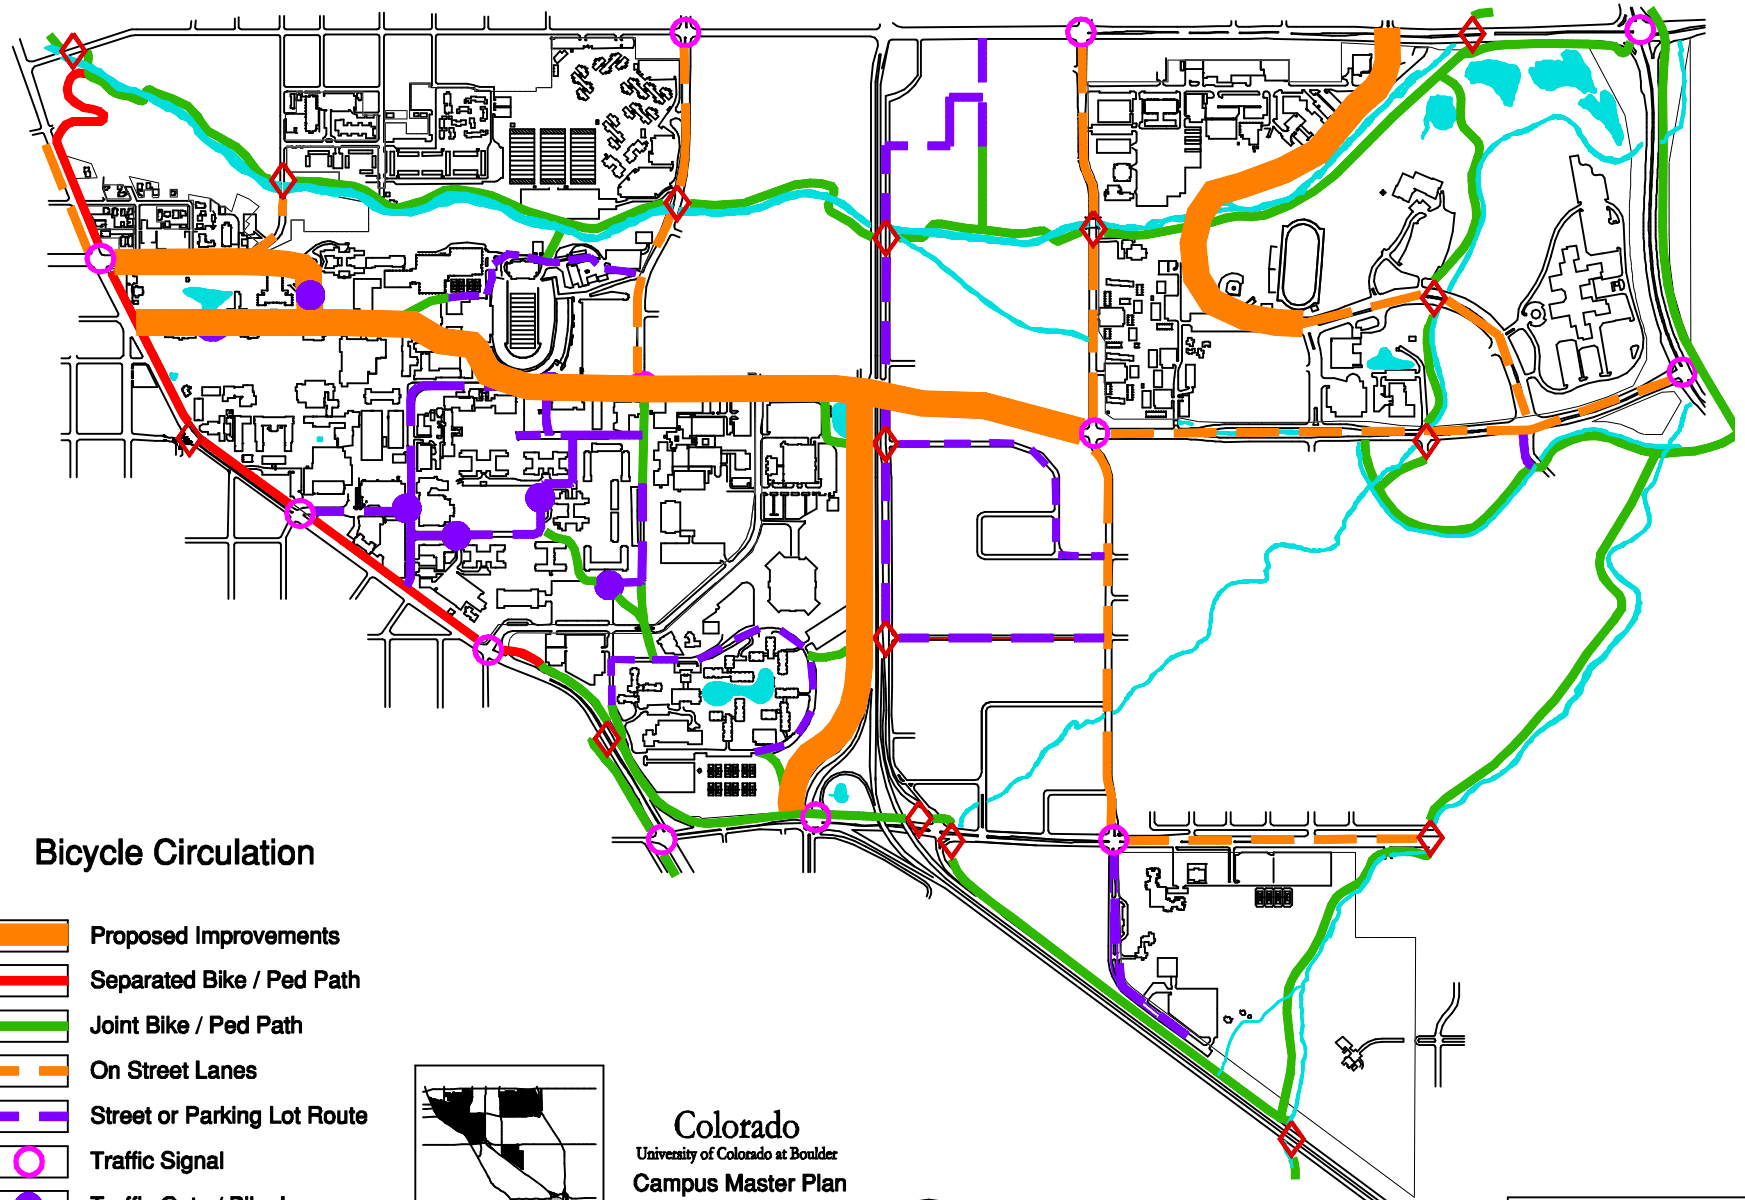 Bicycle Circulation
Proposed Improvements
Separated Bike / Ped Path
Joint Bike / Ped Path
On Street Lanes
Street or Parking Lot Route
Traffic Signal
Colorado
University of Colorado at Boulder
Campus Master Plan